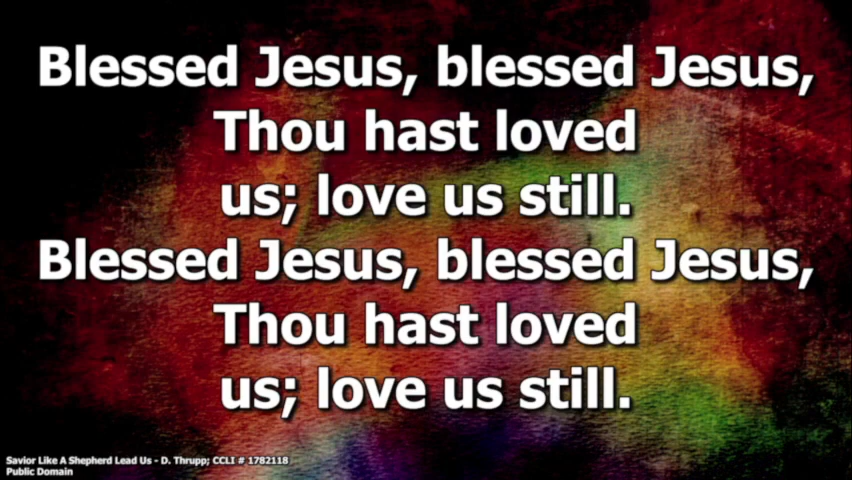 Blessed Jesus, blessed Jesus,
Thou hast loved
us; love us still.
Blessed Jesus, blessed Jesus,
Thou hast loved
us; love us still.
Savior Like A Shepherd Lead Us - D. Thrupp; CCLI # 1782118
Public Domain